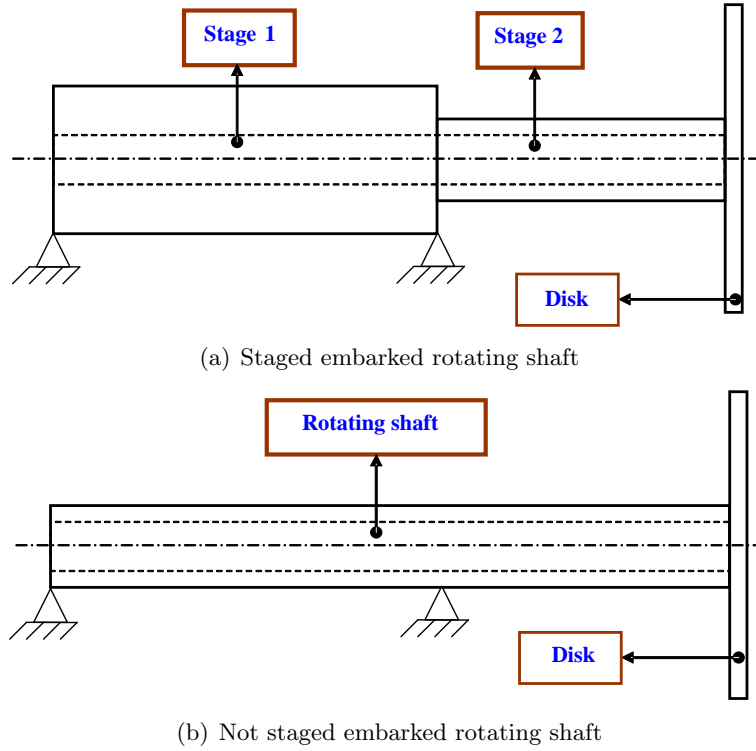 Stage 1
Stage 2
Disk
(a) Staged embarked rotating shaft
Rotating shaft
Disk
(b) Not staged embarked rotating shaft